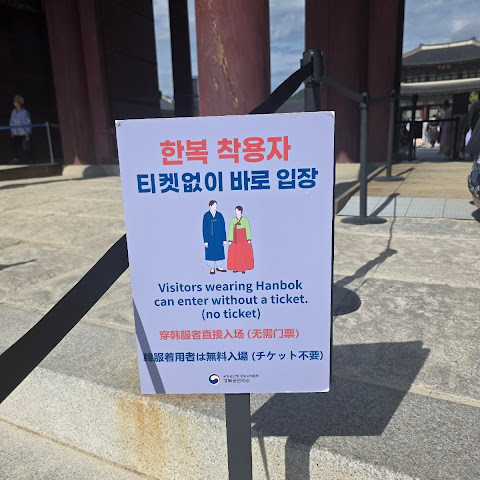 한복 착용자
티켓없이 바로 입장
Visitors wearing Hanbok
can enter without a ticket.
(no ticket)
穿韩服者直接入场 (无需门票)
韓服着用者は無料入場 (チケット不要)